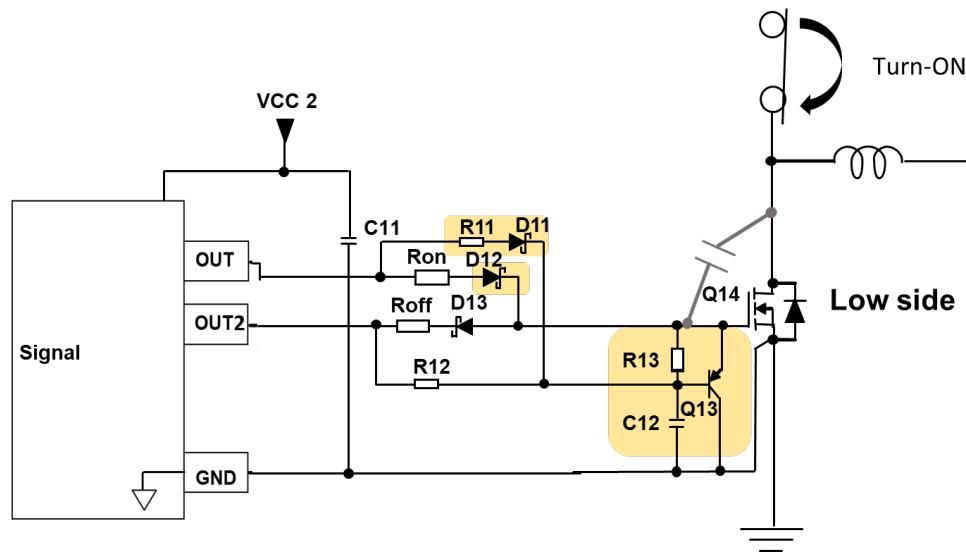 Turn-ON
VCC 2
C11
R11
D11
OUT
Ron
D12
Q14
Low side
Roff
D13
OUT2
Signal
R13
R12
Q13
C12
GND